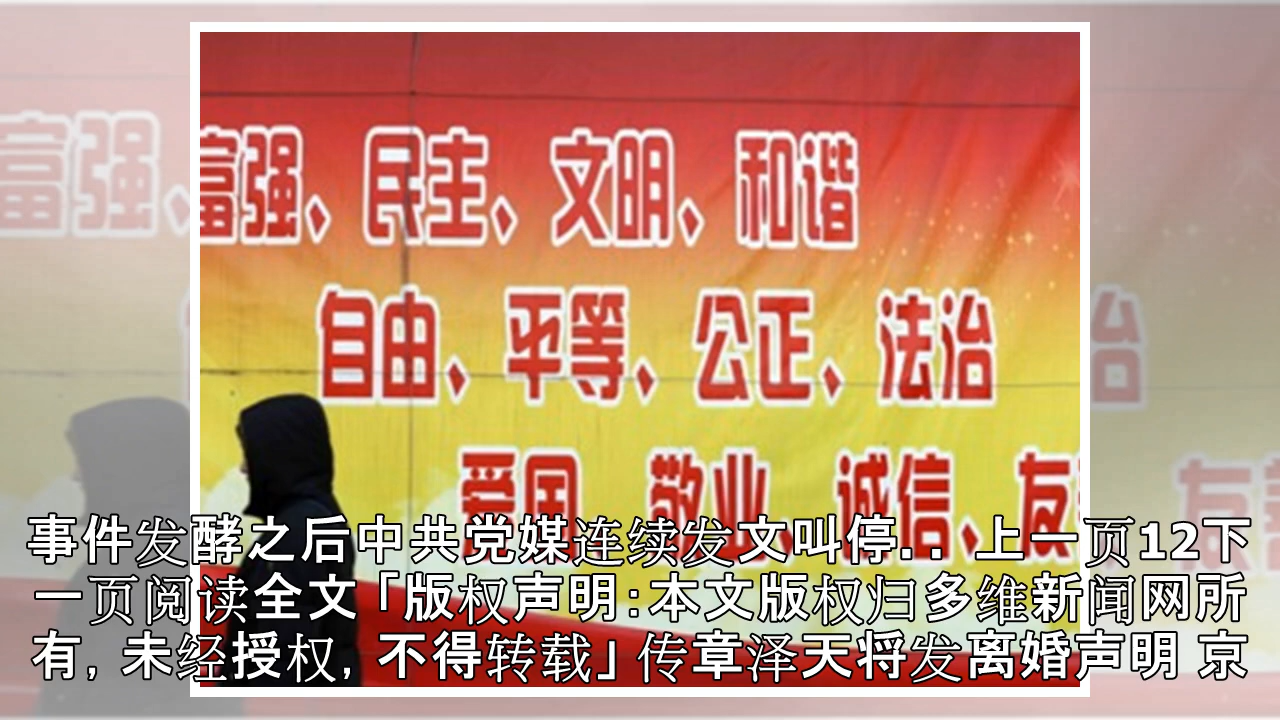 富强、民主、文明、和谐
自由、平等、公正、法治
爱国、敬业、诚信、友善
事件发酵之后中共党媒连续发文叫停. . 上一页12下
一页阅读全文「版权声明:本文版权归多维新闻网所
有, 未经授权, 不得转载」传章泽天将发离婚声明 京